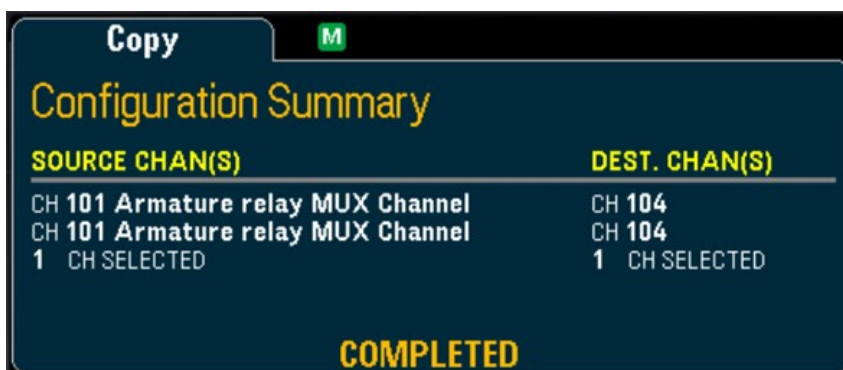 Copy M
Configuration Summary
SOURCE CHAN(S) DEST. CHAN(S)
CH 101 Armature relay MUX Channel CH 104
CH 101 Armature relay MUX Channel CH 104
1 CH SELECTED 1 CH SELECTED
COMPLETED